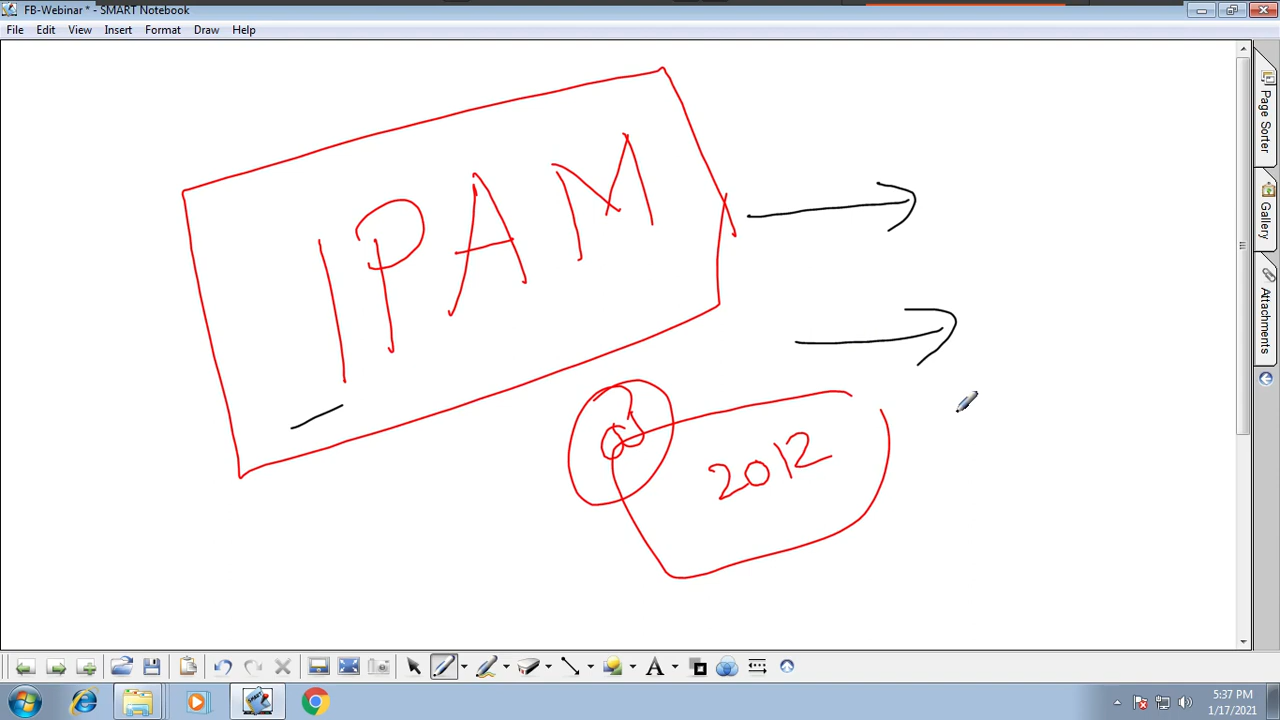 FB-Webinar * - SMART Notebook
File Edit View Insert Format Draw Help
IPAM
2012
Page Sorter
Gallery
Attachments
5:37 PM
1/17/2021